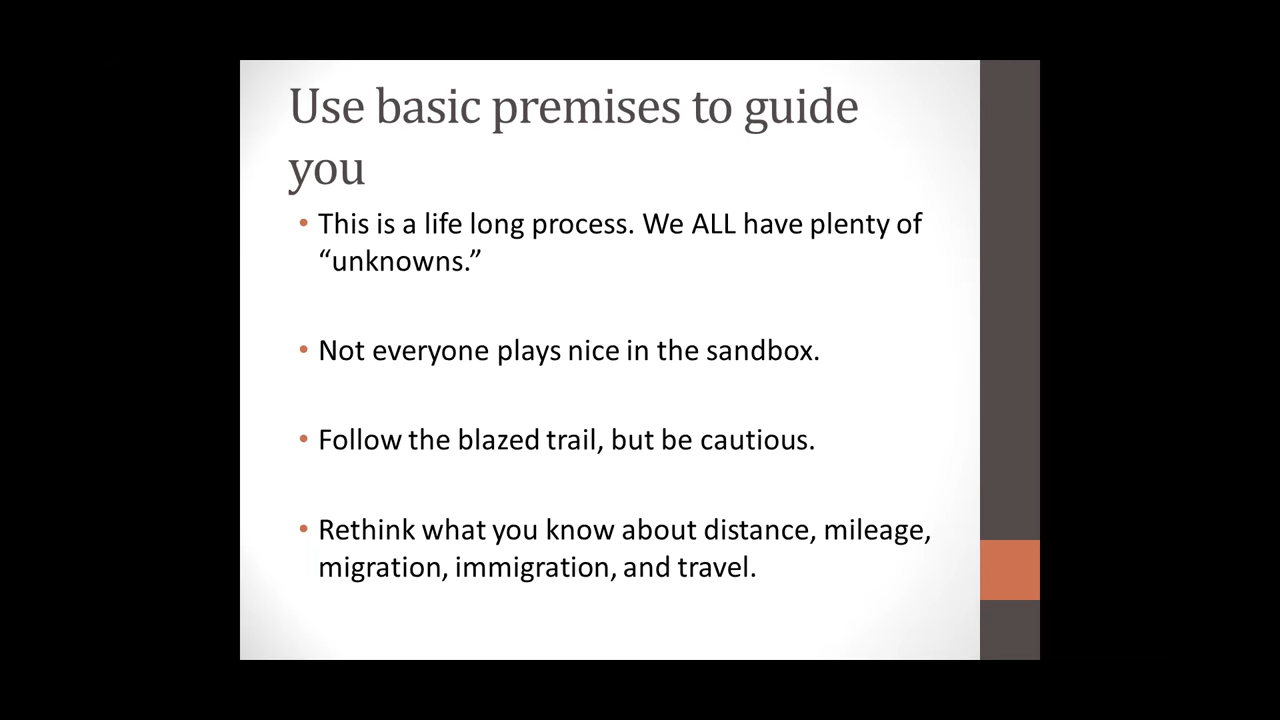 Use basic premises to guide
you
• This is a life long process. We ALL have plenty of
“unknowns.”
• Not everyone plays nice in the sandbox.
• Follow the blazed trail, but be cautious.
• Rethink what you know about distance, mileage,
migration, immigration, and travel.